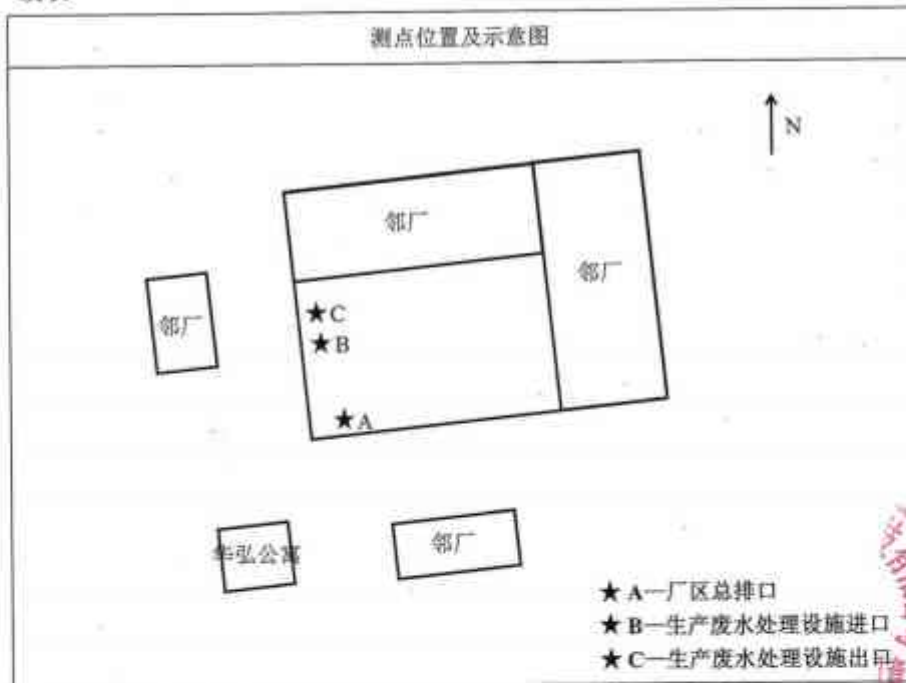 测点位置及示意图
N
邻厂
邻厂
邻厂
★C
★B
★A
华弘公寓
邻厂
★ A—厂区总排口
★ B—生产废水处理设施进口
★ C—生产废水处理设施出口